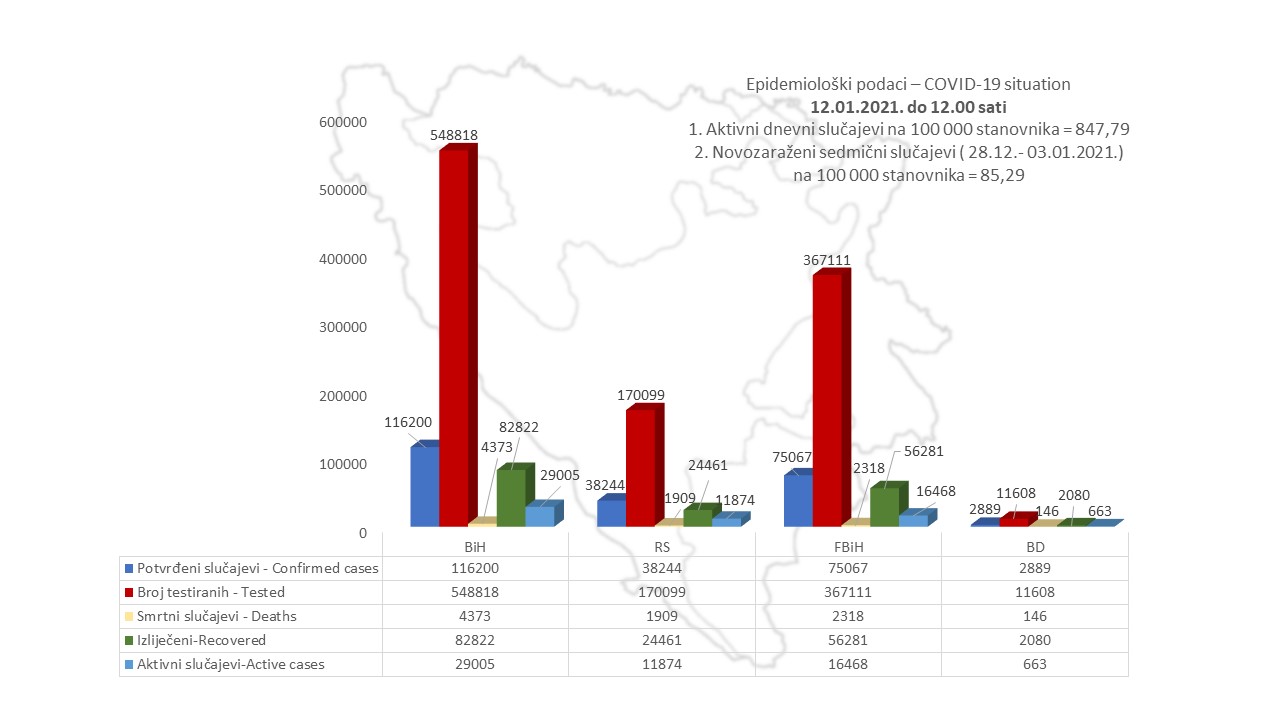 Epidemiološki podaci – COVID-19 situation
12.01.2021. do 12.00 sati
1. Aktivni dnevni slučajevi na 100 000 stanovnika = 847,79
2. Novozaraženi sedmični slučajevi ( 28.12.- 03.01.2021.)
na 100 000 stanovnika = 85,29
600000
500000
400000
300000
200000
100000
0
116200
548818
4373
82822
29005
38244
170099
1909
24461
11874
75067
367111
2318
56281
16468
2889
11608
146
2080
663
BiH RS FBiH BD
Potvrđeni slučajevi - Confirmed cases 116200 38244 75067 2889
Broj testiranih - Tested 548818 170099 367111 11608
Smrtni slučajevi - Deaths 4373 1909 2318 146
Izliječeni-Recovered 82822 24461 56281 2080
Aktivni slučajevi-Active cases 29005 11874 16468 663